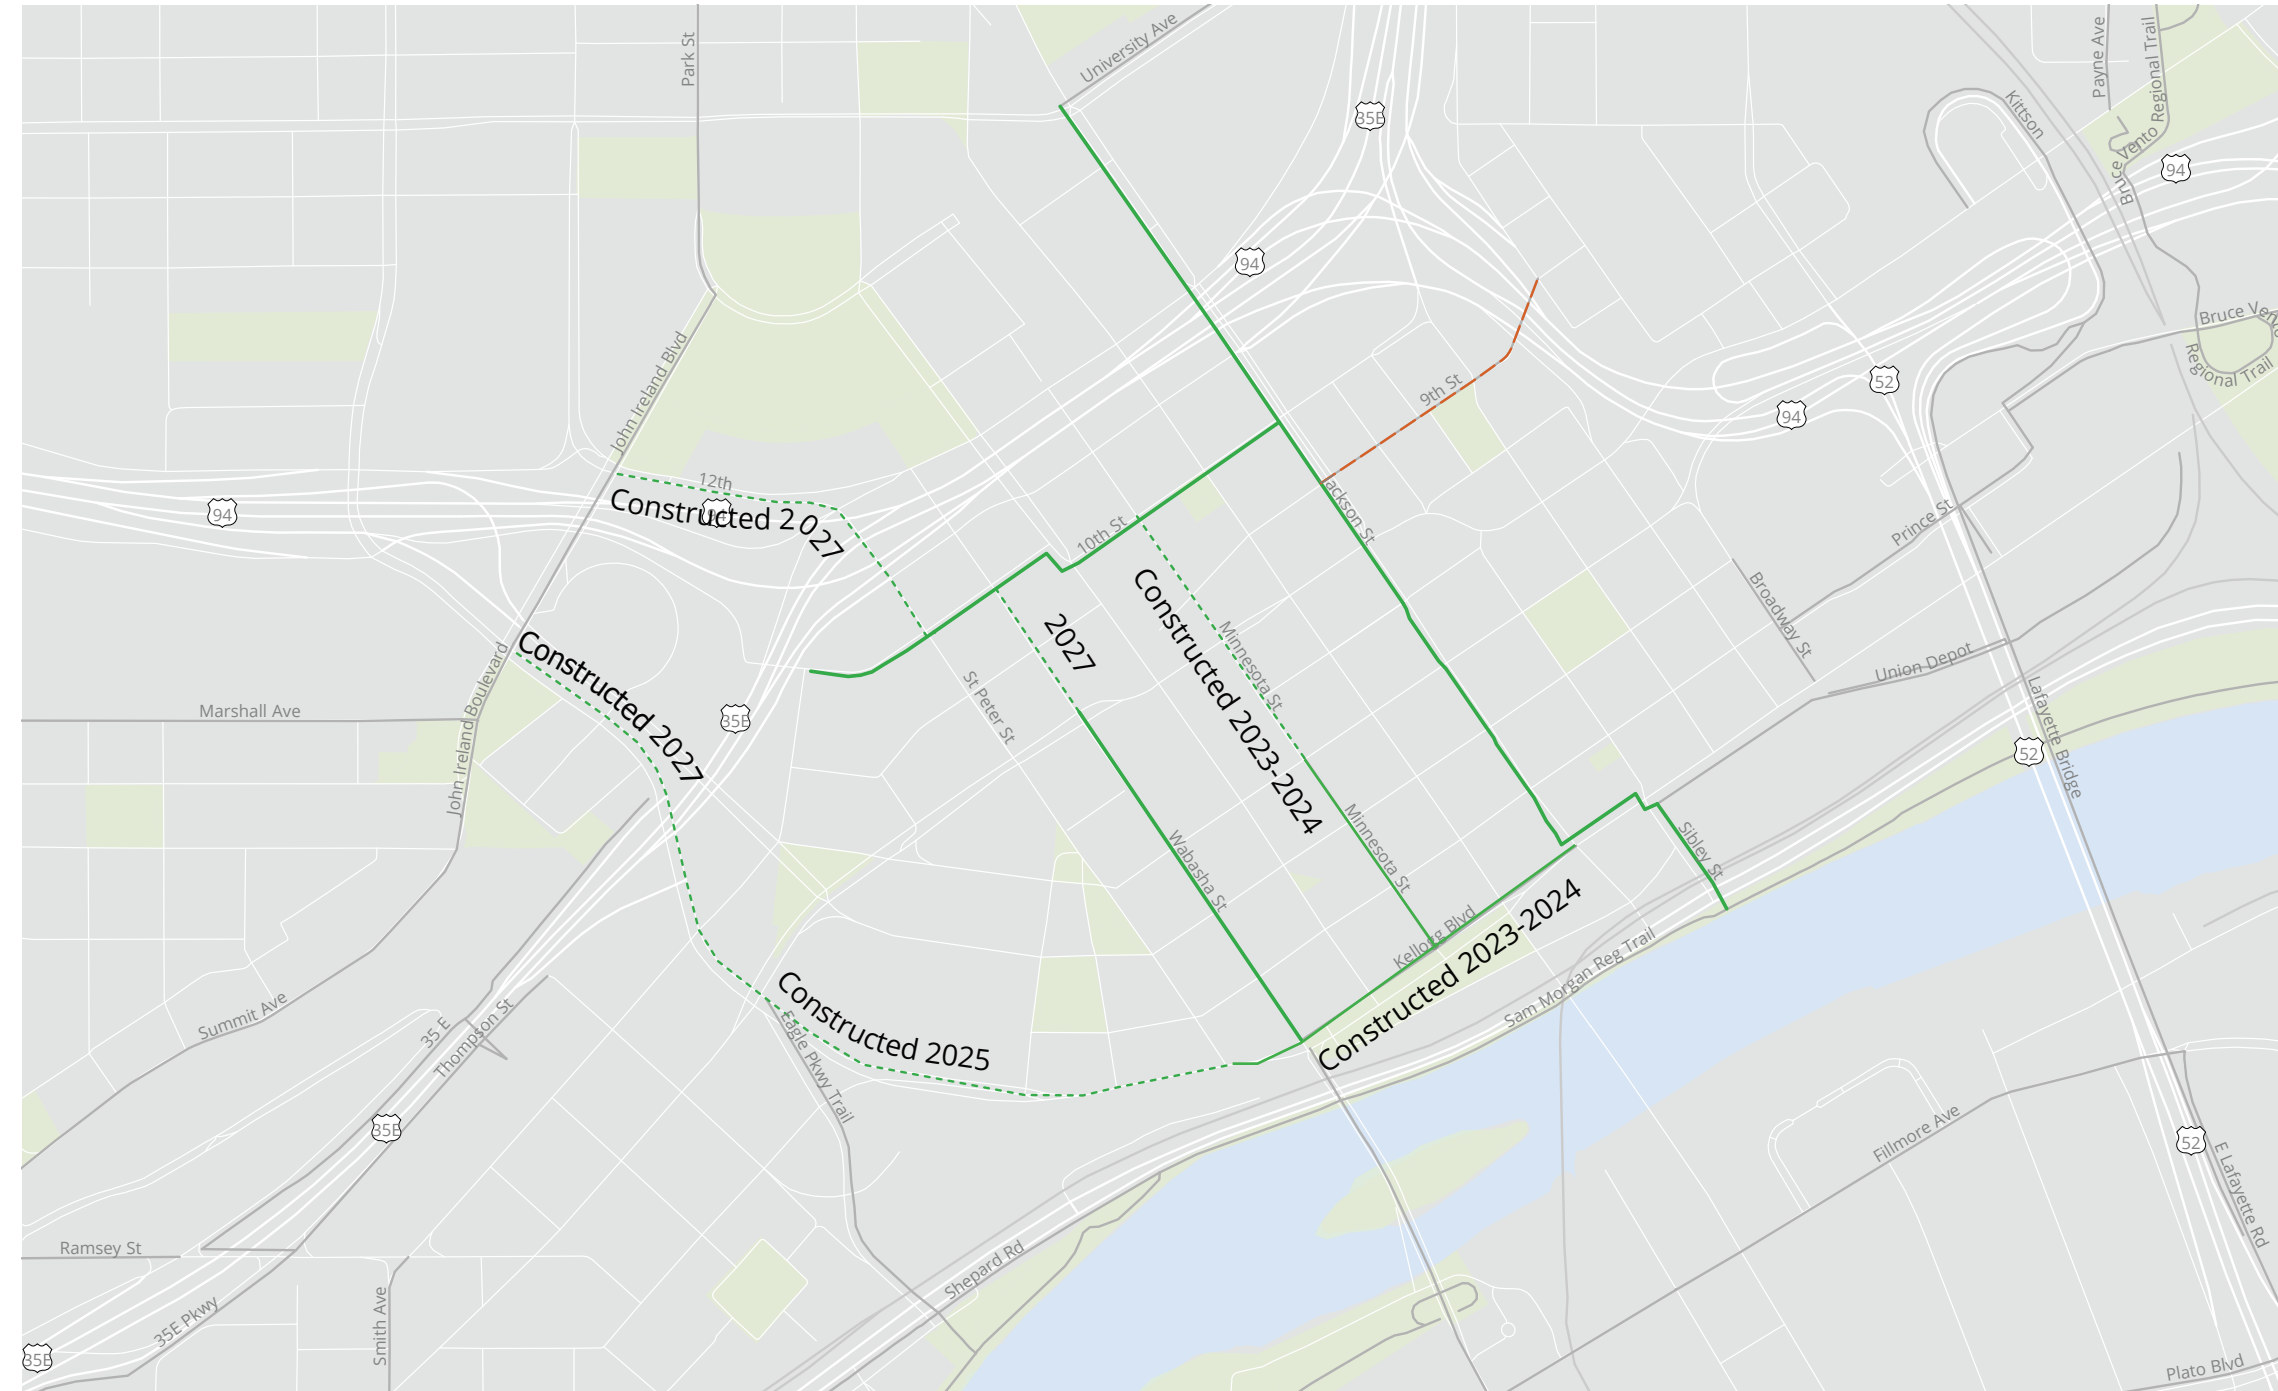 Park St
University Ave
Payne Ave
Bruce Vento Regional Trail
Kittson
35E
94
94
Bruce Vento
Regional Trail
John Ireland Blvd
9th St
52
94
12th
94
94
Constructed 2027
10th St
Jackson St
Prince St
Broadway St
Constructed 2027
2027
Constructed 2023-2024
Minnesota St
St Peter St
Union Depot
Lafayette Bridge
Marshall Ave
John Ireland Boulevard
35E
52
Wabasha St
Minnesota St
Sibley St
Kellogg Blvd
Constructed 2023-2024
Sam Morgan Reg Trail
Summit Ave
35 E
Thompson St
Constructed 2025
Eagle Pkwy Trail
35E
Fillmore Ave
52
E Lafayette Rd
Ramsey St
Shepard Rd
35E Pkwy
Smith Ave
35E
Plato Blvd